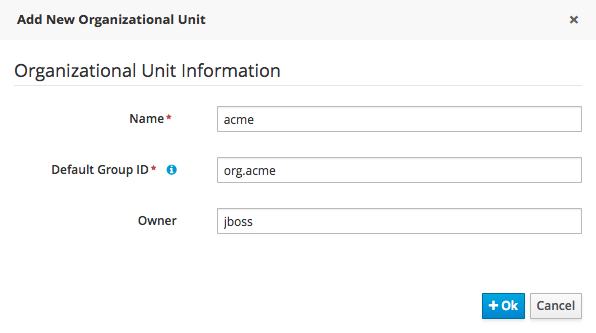 Add New Organizational Unit ×
Organizational Unit Information
Name* acme
Default Group ID* i org.acme
Owner jboss
+ Ok Cancel